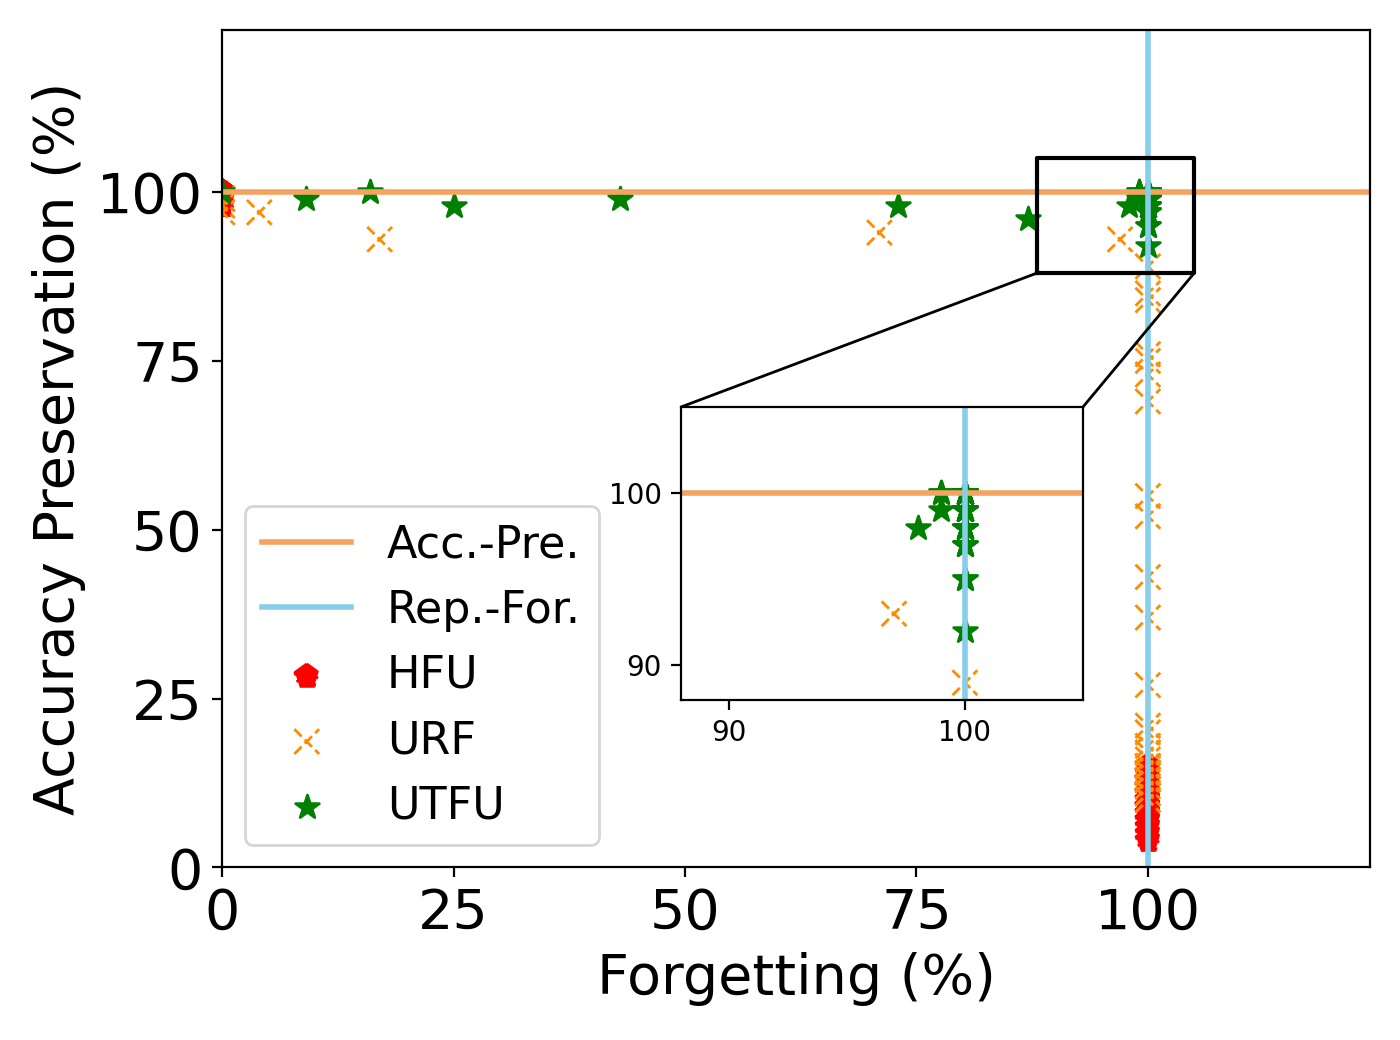 Accuracy Preservation (%)
100
75
50
25
0
0 25 50 75 100
Forgetting (%)
Acc.-Pre.
Rep.-For.
HFU
URF
UTFU
100
90
90 100